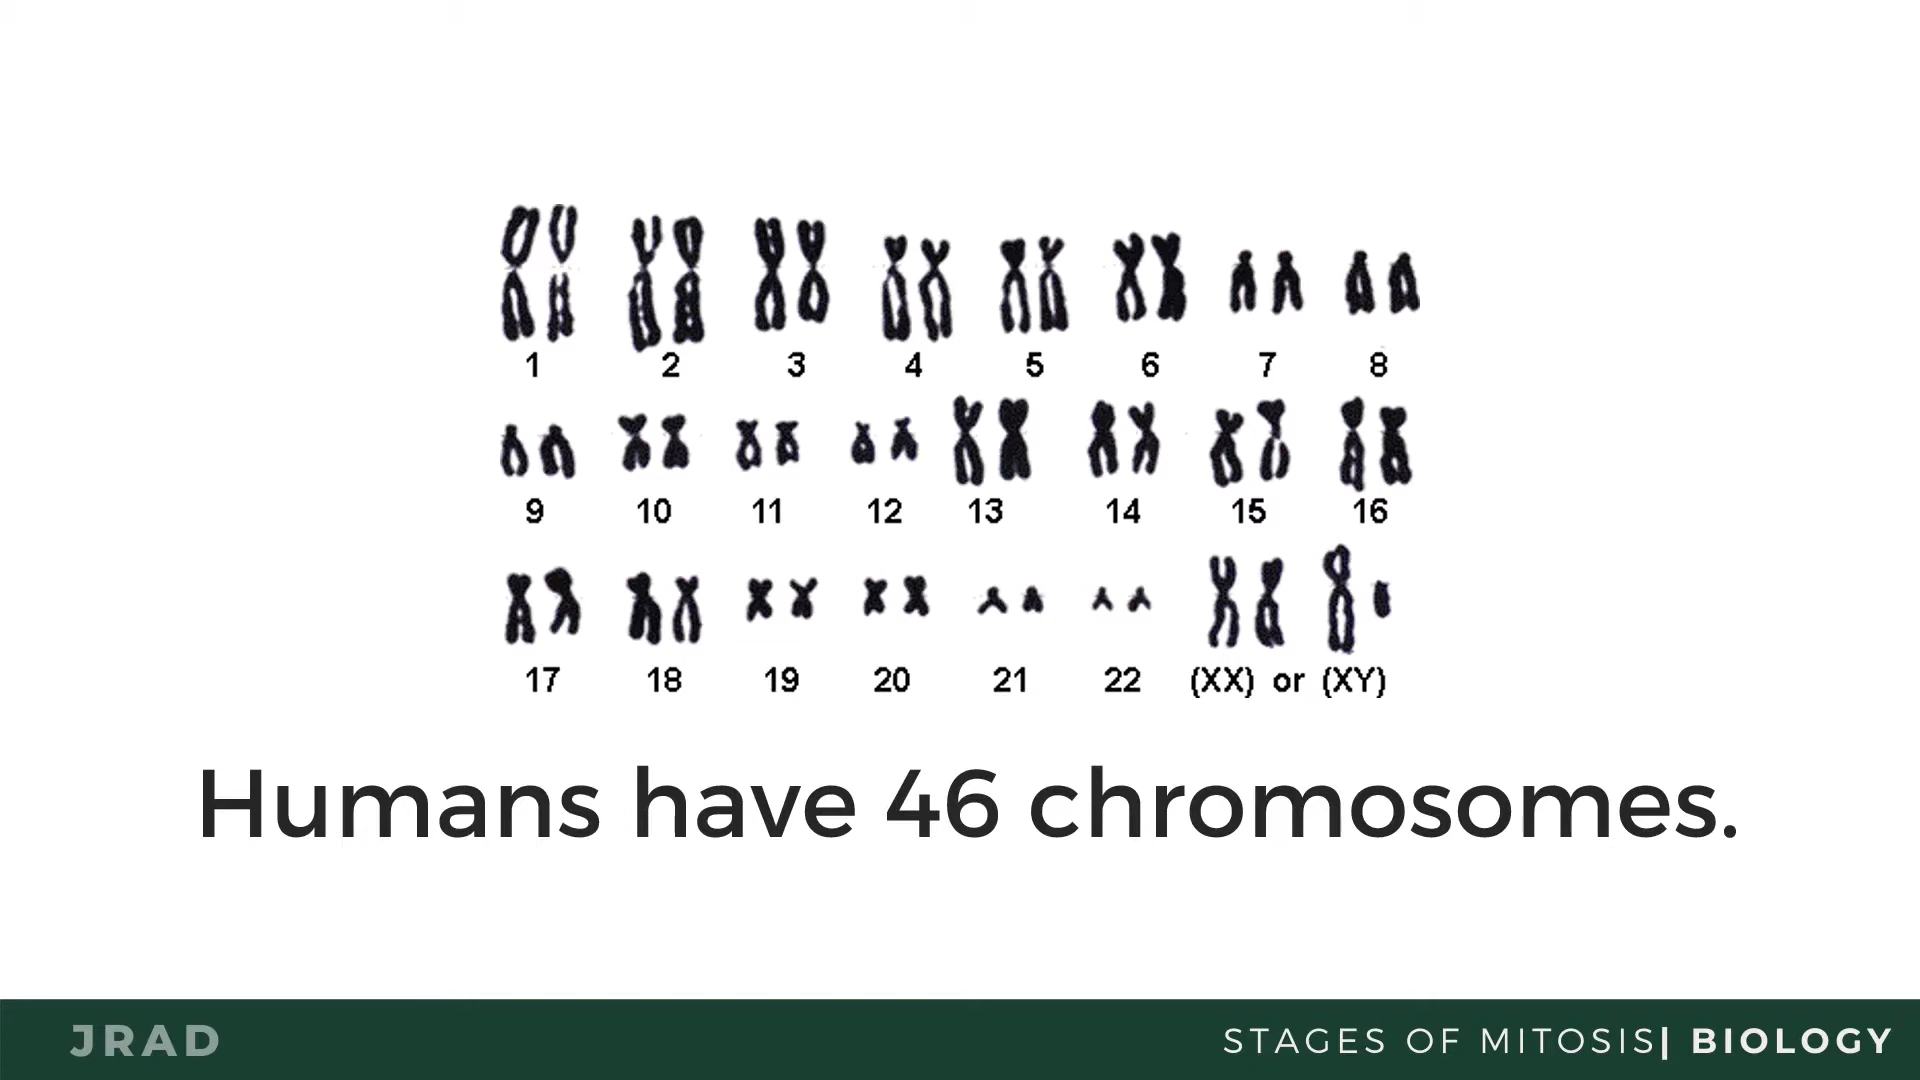 1 2 3 4 5 6 7 8
9 10 11 12 13 14 15 16
17 18 19 20 21 22 (XX) or (XY)
Humans have 46 chromosomes.
JRAD
STAGES OF MITOSIS| BIOLOGY